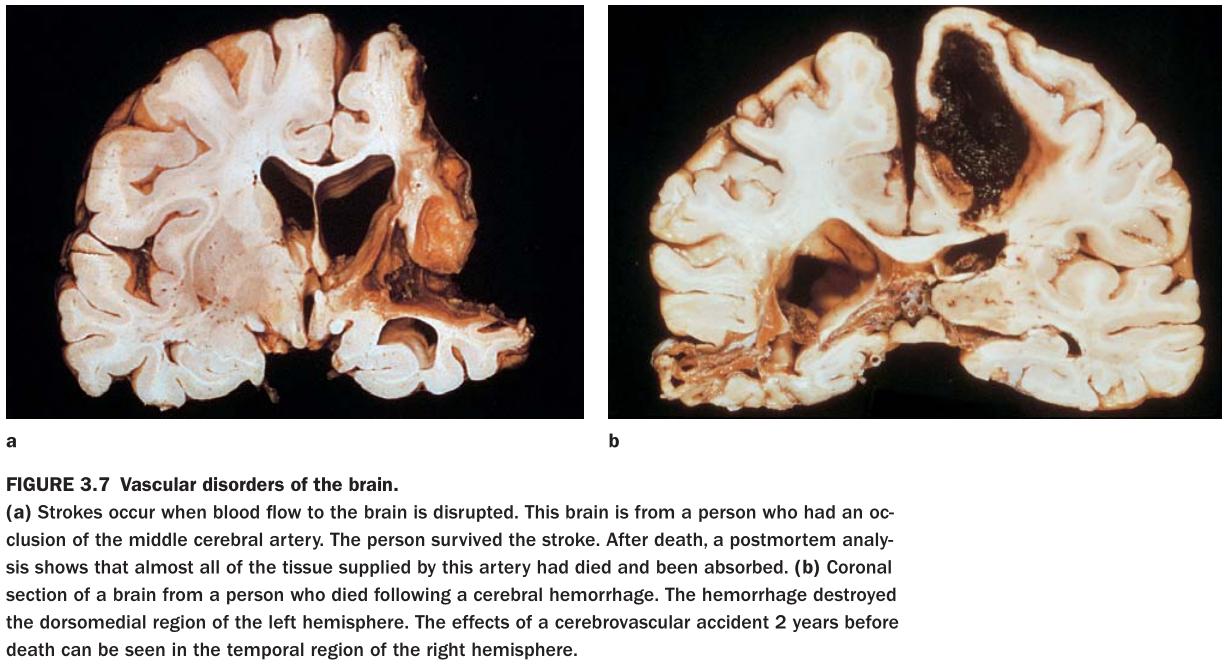 a
b
FIGURE 3.7 Vascular disorders of the brain.
(a) Strokes occur when blood flow to the brain is disrupted. This brain is from a person who had an oc-
clusion of the middle cerebral artery. The person survived the stroke. After death, a postmortem analy-
sis shows that almost all of the tissue supplied by this artery had died and been absorbed. (b) Coronal
section of a brain from a person who died following a cerebral hemorrhage. The hemorrhage destroyed
the dorsomedial region of the left hemisphere. The effects of a cerebrovascular accident 2 years before
death can be seen in the temporal region of the right hemisphere.